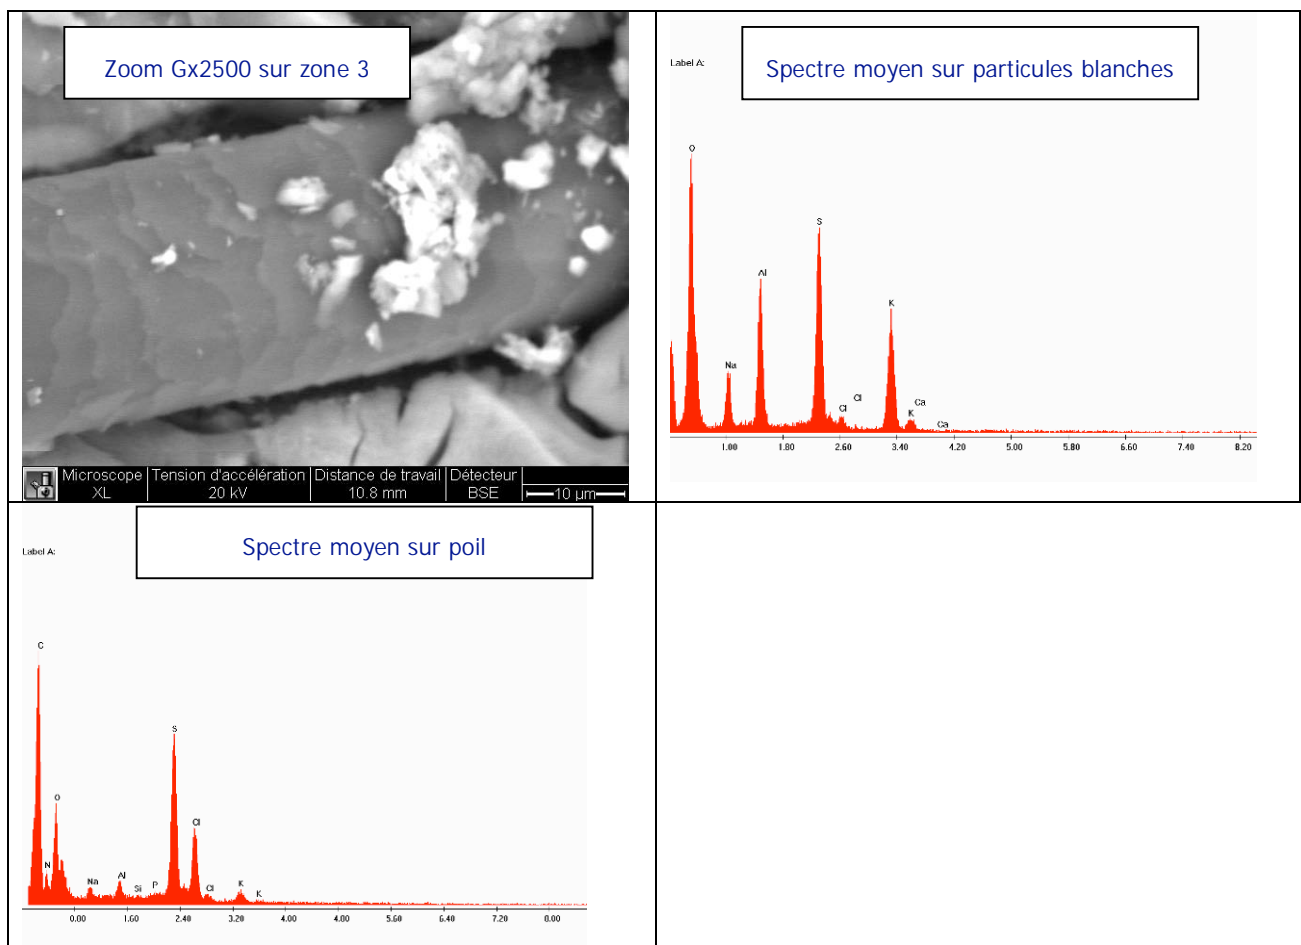 Zoom Gx2500 sur zone 3
Microscope
XL
Tension d'accélération
20 kV
Distance de travail
10.8 mm
Détecteur
BSE
10 µm
Label A:
Spectre moyen sur particules blanches
O
Na
Al
S
Cl
Cl
K
K
Ca
Ca
1.00 1.80 2.60 3.40 4.20 5.00 5.80 6.60 7.40 8.20
Label A:
Spectre moyen sur poil
C
N
O
Na
Al
Si
P
S
Cl
Cl
K
K
0.00 1.60 2.40 3.20 4.00 4.00 5.60 6.40 7.20 8.00